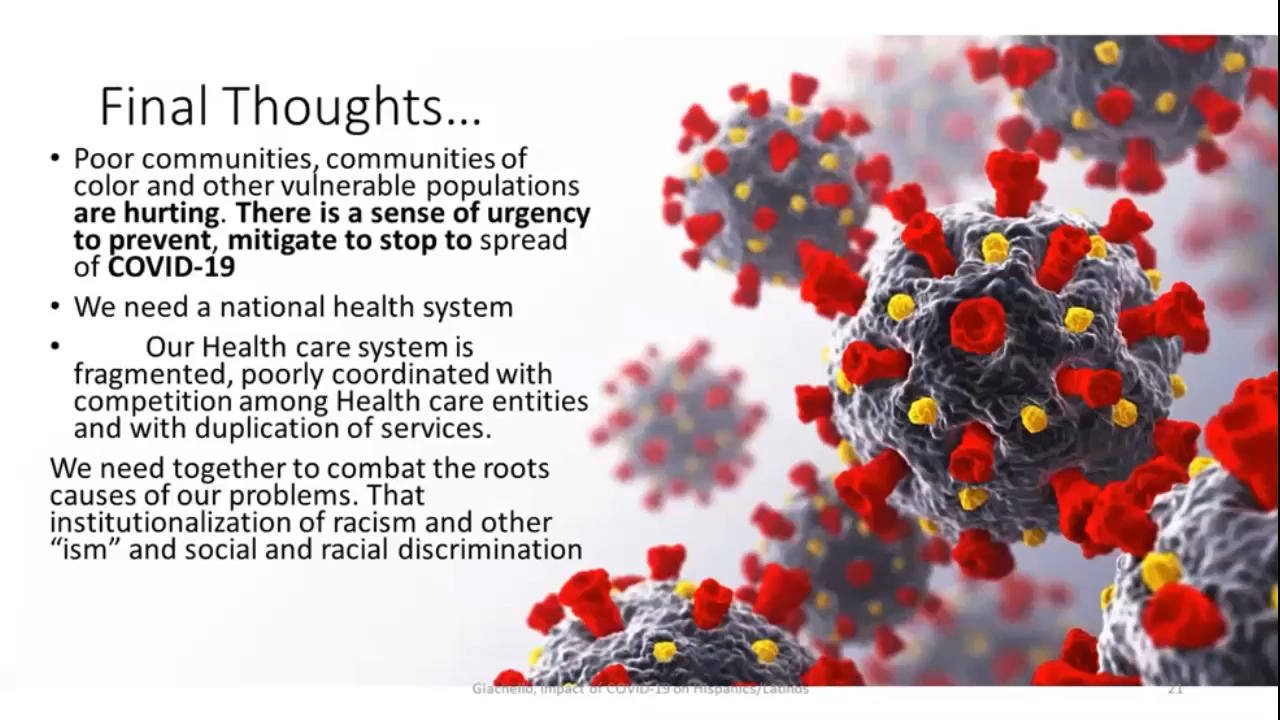 Final Thoughts...
• Poor communities, communities of
color and other vulnerable populations
are hurting. There is a sense of urgency
to prevent, mitigate to stop to spread
of COVID-19
• We need a national health system
• Our Health care system is
fragmented, poorly coordinated with
competition among Health care entities
and with duplication of services.
We need together to combat the roots
causes of our problems. That
institutionalization of racism and other
“ism” and social and racial discrimination
Giachello, Impact of COVID-19 on Hispanics/Latinos
21